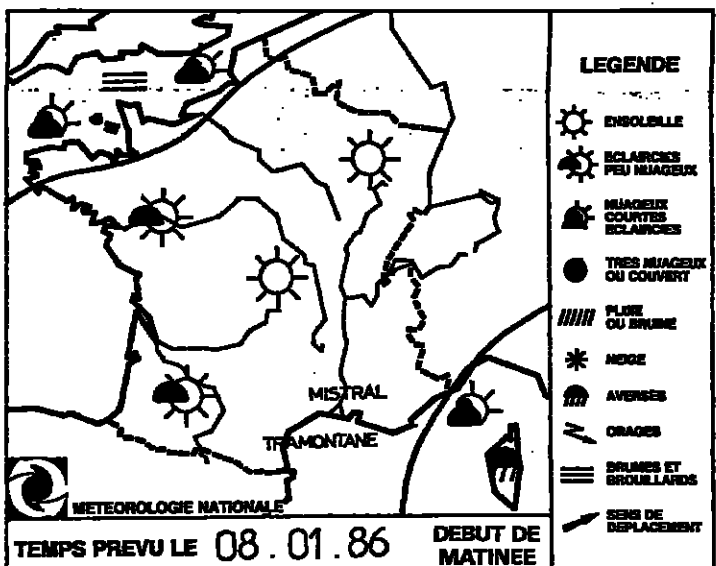 MISTRAL
TRAMONTANE
METEOROLOGIE NATIONALE
TEMPS PREVU LE 08.01.86 DEBUT DE
MATINEE
LEGENDE
ENSOLEILLE
ECLAIRCIES
PEU NUAGEUX
NUAGEUX
COURTES
ECLAIRCIES
TRES NUAGEUX
OU COUVERT
PLUIE
OU BRUINE
NEIGE
AVERSES
ORAGES
BRUMES ET
BROUILLARDS
SENS DE
DEPLACEMENT